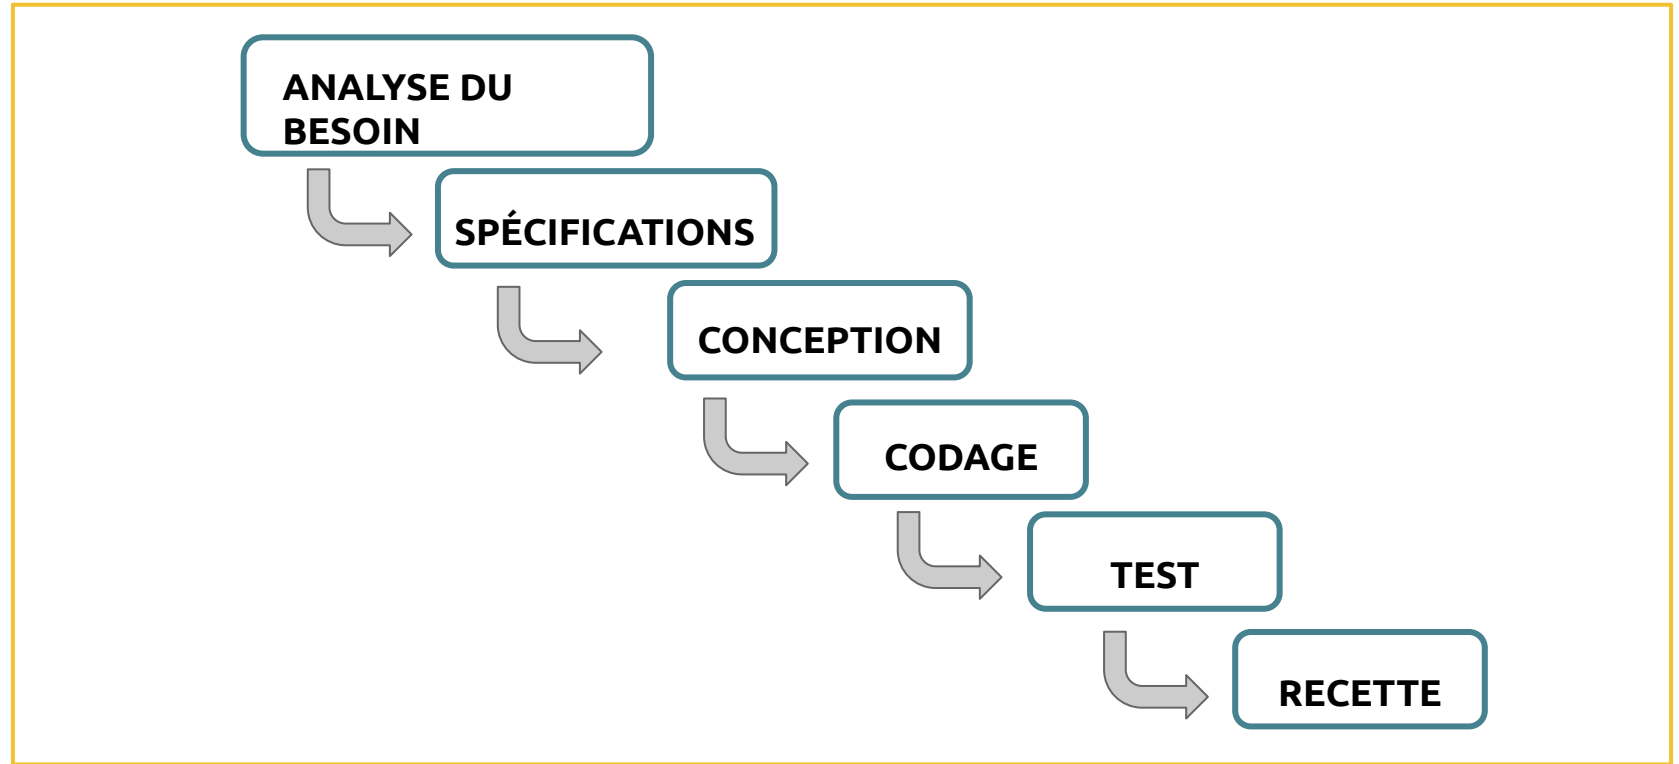 ANALYSE DU
BESOIN
SPÉCIFICATIONS
CONCEPTION
CODAGE
TEST
RECETTE